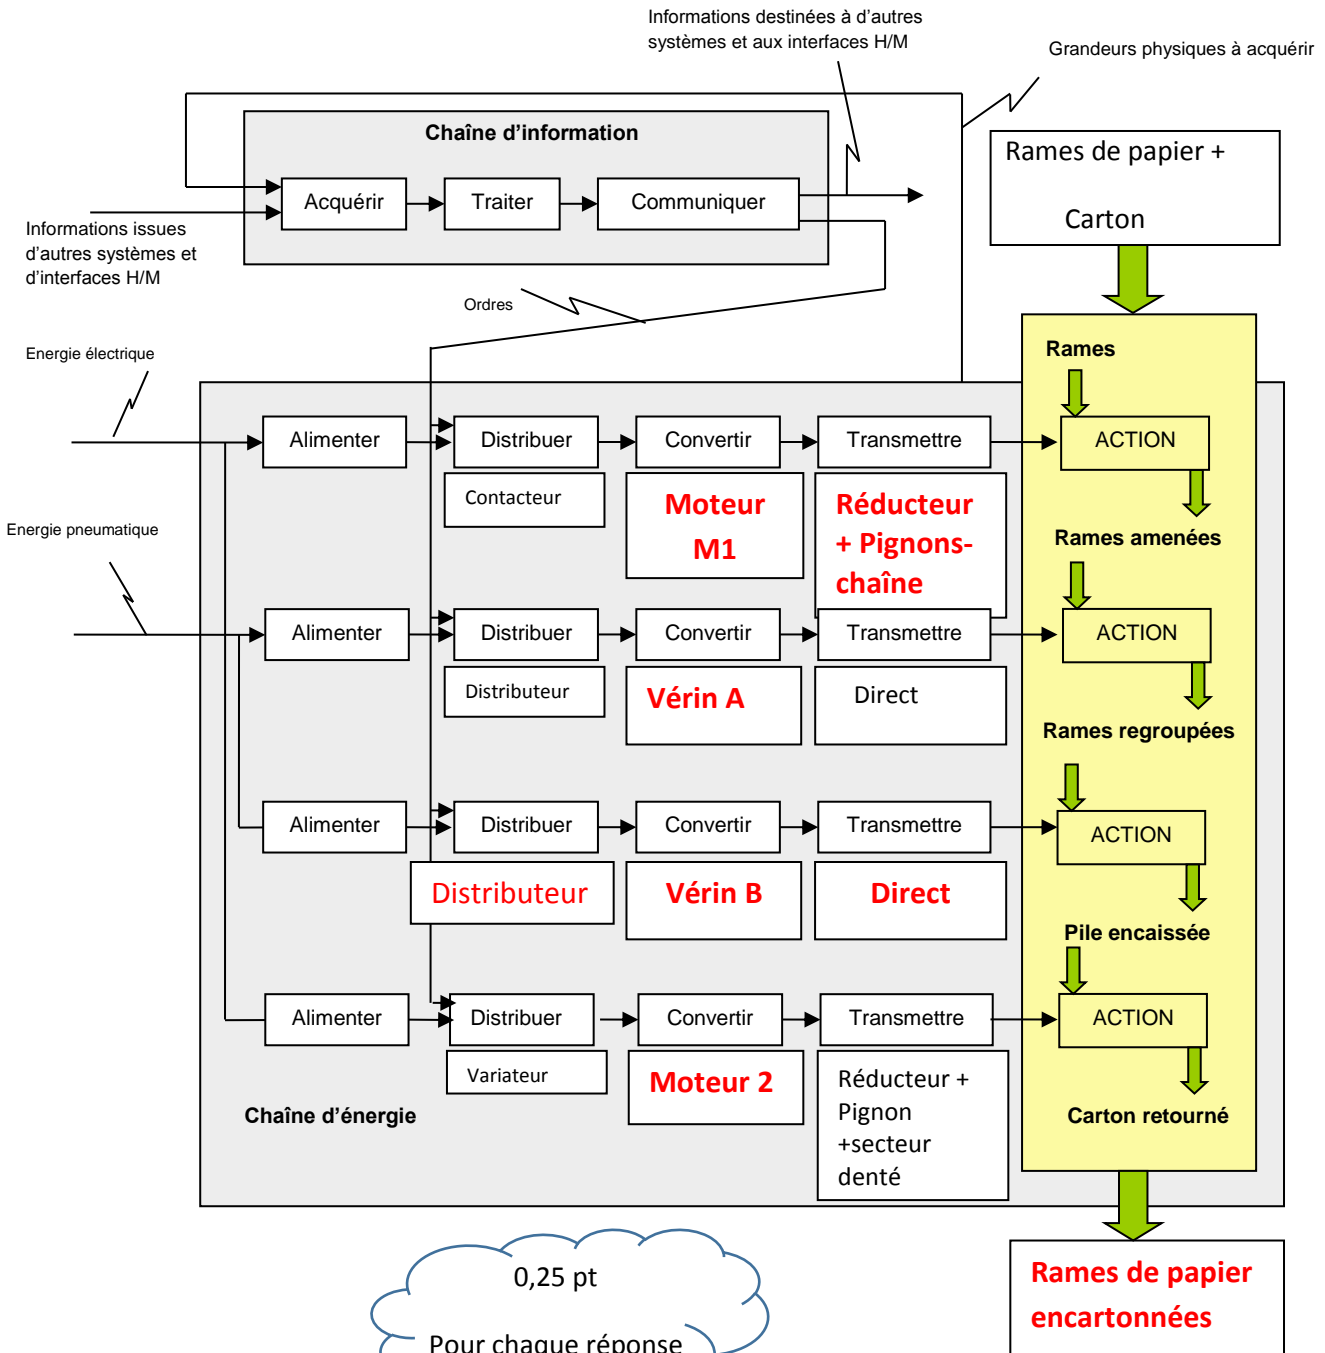 Informations destinées à d'autres
systèmes et aux interfaces H/M
Grandeurs physiques à acquérir
Chaîne d'information
Rames de papier +
Carton
Acquérir
Traiter
Communiquer
Informations issues
d'autres systèmes et
d'interfaces H/M
Ordres
Energie électrique
Rames
Alimenter
Distribuer
Convertir
Transmettre
ACTION
Contacteur
Moteur
M1
Réducteur
+ Pignons-
chaîne
Energie pneumatique
Rames amenées
Alimenter
Distribuer
Convertir
Transmettre
ACTION
Distributeur
Vérin A
Direct
Rames regroupées
Alimenter
Distribuer
Convertir
Transmettre
ACTION
Distributeur
Vérin B
Direct
Pile encaissée
Alimenter
Distribuer
Convertir
Transmettre
ACTION
Variateur
Moteur 2
Réducteur +
Pignon
+secteur
denté
Chaîne d'énergie
Carton retourné
0,25 pt
Pour chaque réponse
Rames de papier
encartonnées